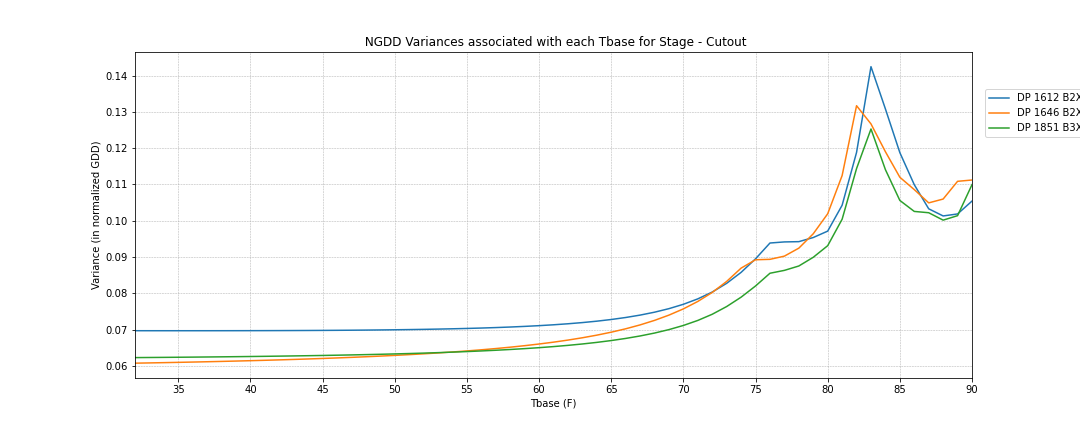 NGDD Variances associated with each Tbase for Stage - Cutout
Variance (in normalized GDD)
0.14
0.13
0.12
0.11
0.10
0.09
0.08
0.07
0.06
35 40 45 50 55 60 65 70 75 80 85 90
Tbase (F)
DP 1612 B2X
DP 1646 B2X
DP 1851 B3X